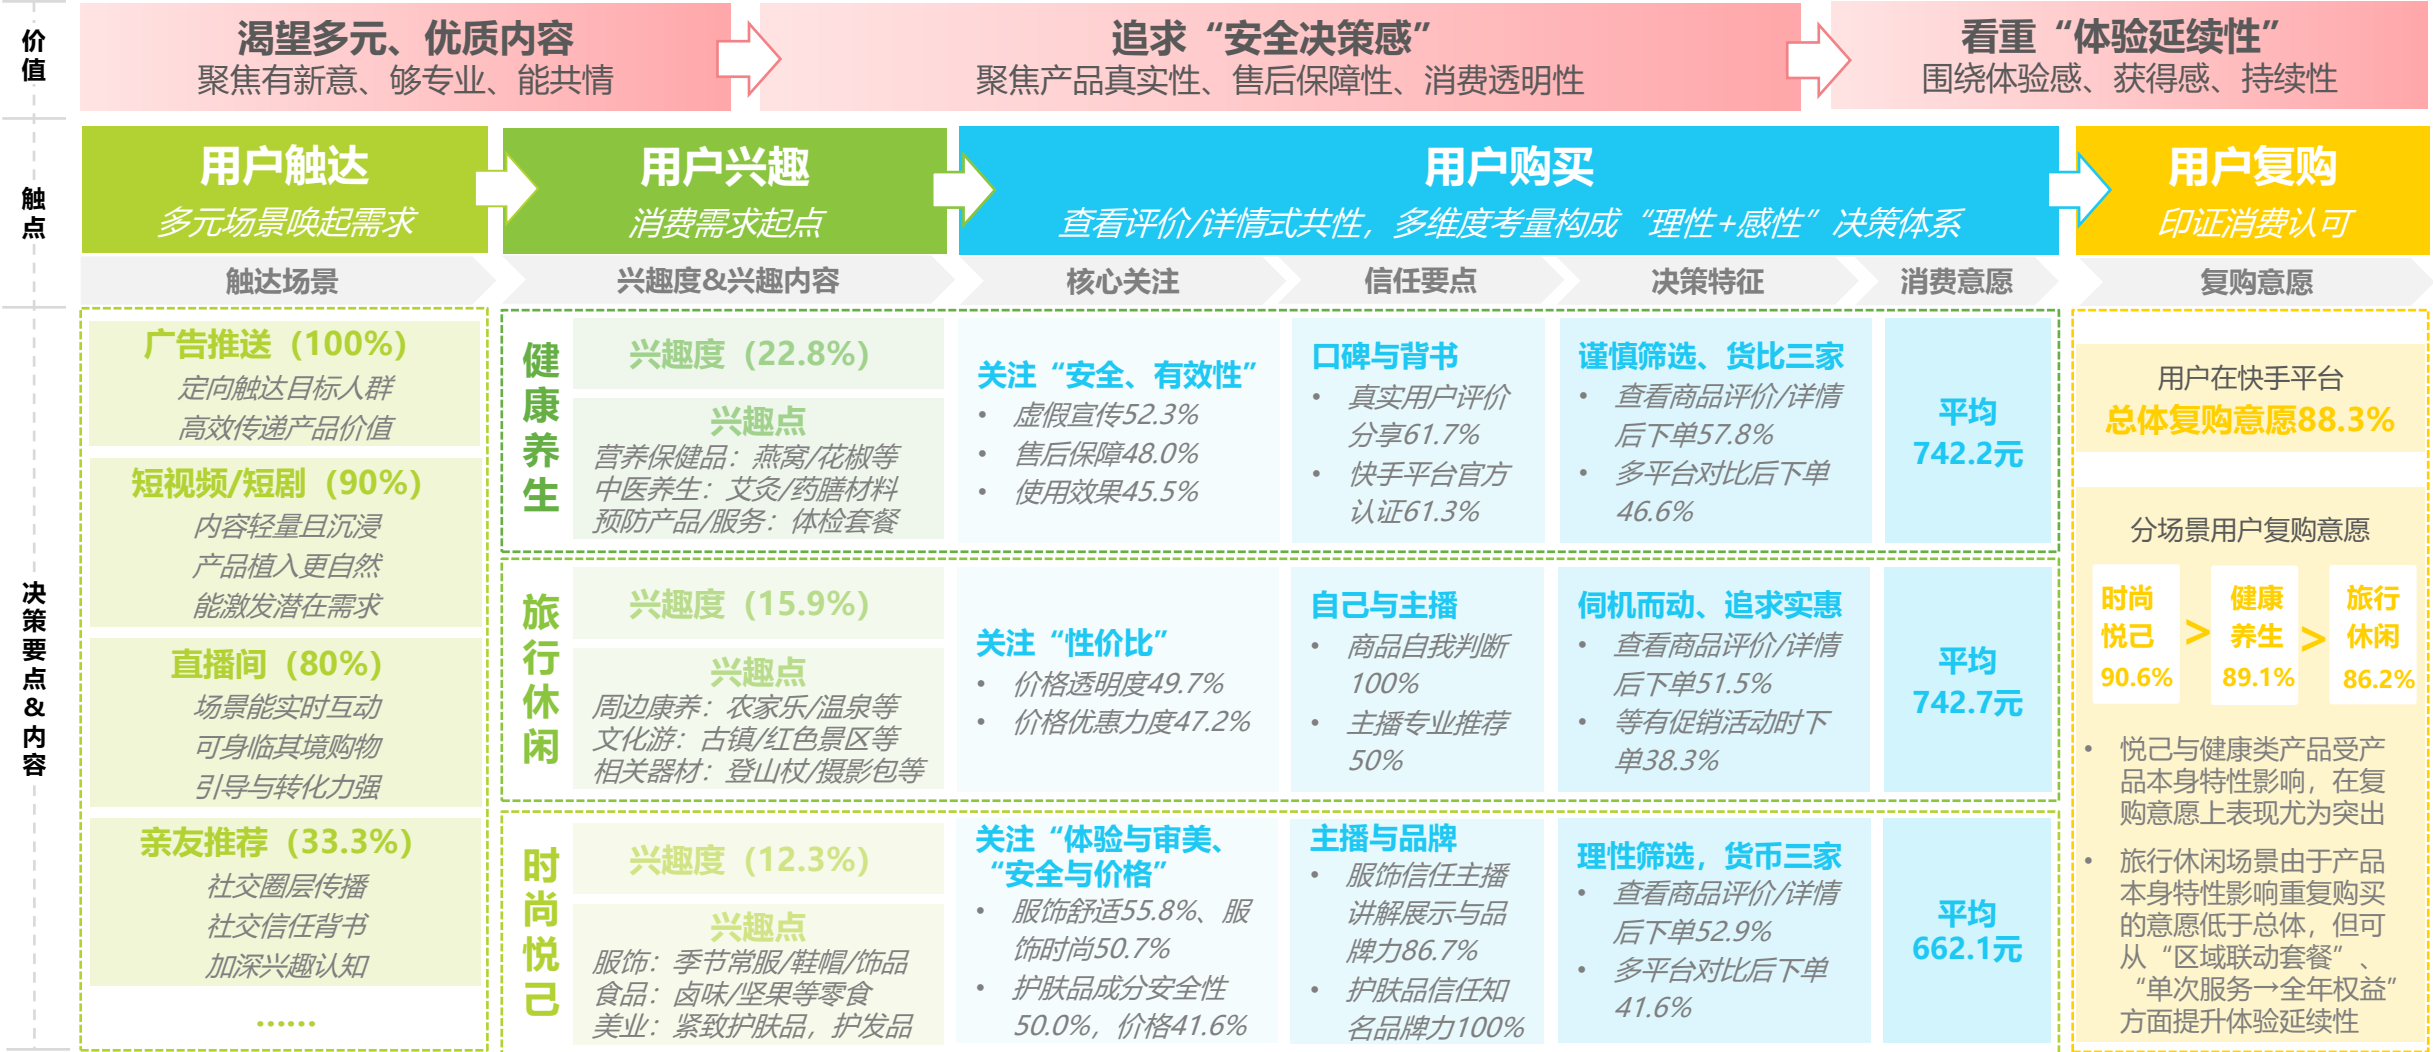 价值
渴望多元、优质内容
聚焦有新意、够专业、能共情
追求“安全决策感”
聚焦产品真实性、售后保障性、消费透明性
看重“体验延续性”
围绕体验感、获得感、持续性
触点
用户触达
多元场景唤起需求
用户兴趣
消费需求起点
用户购买
查看评价/详情式共性，多维度考量构成“理性+感性”决策体系
用户复购
印证消费认可
触达场景
兴趣度&兴趣内容
核心关注
信任要点
决策特征
消费意愿
复购意愿
决策要点&内容
广告推送（100%）
定向触达目标人群
高效传递产品价值
短视频/短剧（90%）
内容轻量且沉浸
产品植入更自然
能激发潜在需求
直播间（80%）
场景能实时互动
可身临其境购物
引导与转化力强
亲友推荐（33.3%）
社交圈层传播
社交信任背书
加深兴趣认知
……
健康养生
兴趣度（22.8%）
兴趣点
营养保健品：燕窝/花椒等
中医养生：艾灸/药膳材料
预防产品/服务：体检套餐
关注“安全、有效性”
• 虚假宣传52.3%
• 售后保障48.0%
• 使用效果45.5%
口碑与背书
• 真实用户评价
分享61.7%
• 快手平台官方
认证61.3%
谨慎筛选、货比三家
• 查看商品评价/详情
后下单57.8%
• 多平台对比后下单
46.6%
平均
742.2元
旅行休闲
兴趣度（15.9%）
兴趣点
周边康养：农家乐/温泉等
文化游：古镇/红色景区等
相关器材：登山杖/摄影包等
关注“性价比”
• 价格透明度49.7%
• 价格优惠力度47.2%
自己与主播
• 商品自我判断
100%
• 主播专业推荐
50%
伺机而动、追求实惠
• 查看商品评价/详情
后下单51.5%
• 等有促销活动时下
单38.3%
平均
742.7元
时尚悦己
兴趣度（12.3%）
兴趣点
服饰：季节常服/鞋帽/饰品
食品：卤味/坚果等零食
美业：紧致护肤品，护发品
关注“体验与审美、
“安全与价格”
• 服饰舒适55.8%、服
饰时尚50.7%
• 护肤品成分安全性
50.0%，价格41.6%
主播与品牌
• 服饰信任主播
讲解展示与品
牌力86.7%
• 护肤品信任知
名品牌力100%
理性筛选，货币三家
• 查看商品评价/详情
后下单52.9%
• 多平台对比后下单
41.6%
平均
662.1元
用户在快手平台
总体复购意愿88.3%
分场景用户复购意愿
时尚
悦己
90.6%
>
健康
养生
89.1%
>
旅行
休闲
86.2%
• 悦己与健康类产品受产
品本身特性影响，在复
购意愿上表现尤为突出
• 旅行休闲场景由于产品
本身特性影响重复购买
的意愿低于总体，但可
从“区域联动套餐”、
“单次服务→全年权益”
方面提升体验延续性